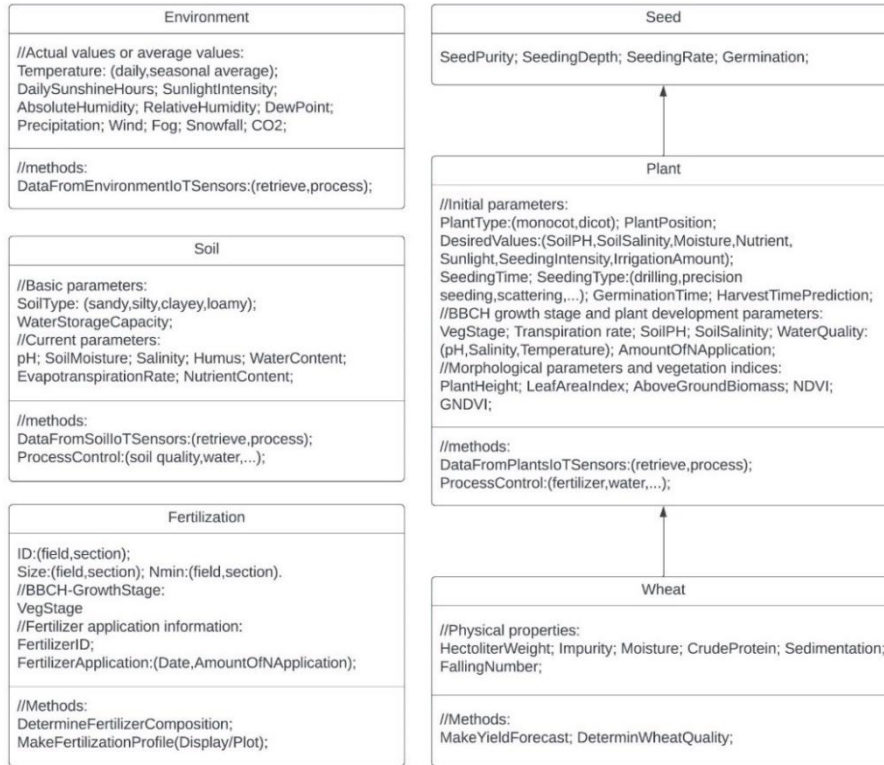 Environment
//Actual values or average values:
Temperature: (daily,seasonal average);
DailySunshineHours; SunlightIntensity;
AbsoluteHumidity; RelativeHumidity; DewPoint;
Precipitation; Wind; Fog; Snowfall; CO2;
//methods:
DataFromEnvironmentIoTSensors:(retrieve,process);
Soil
//Basic parameters:
SoilType: (sandy,silty,clayey,loamy);
WaterStorageCapacity;
//Current parameters:
pH; SoilMoisture; Salinity; Humus; WaterContent;
EvapotranspirationRate; NutrientContent;
//methods:
DataFromSoilIoTSensors:(retrieve,process);
ProcessControl:(soil quality,water,...);
Fertilization
ID:(field,section);
Size:(field,section); Nmin:(field,section).
//BBCH-GrowthStage:
VegStage
//Fertilizer application information:
FertilizerID;
FertilizerApplication:(Date,AmountOfNApplication);
//Methods:
DetermineFertilizerComposition;
MakeFertilizationProfile(Display/Plot);
Seed
SeedPurity; SeedingDepth; SeedingRate; Germination;
Plant
//Initial parameters:
PlantType:(monocot,dicot); PlantPosition;
DesiredValues:(SoilPH,SoilSalinity,Moisture,Nutrient,
Sunlight,SeedingIntensity,IrrigationAmount);
SeedingTime; SeedingType:(drilling,precision
seeding,scattering,...); GerminationTime; HarvestTimePrediction;
//BBCH growth stage and plant development parameters:
VegStage; Transpiration rate; SoilPH; SoilSalinity; WaterQuality:
(pH,Salinity,Temperature); AmountOfNApplication;
//Morphological parameters and vegetation indices:
PlantHeight; LeafAreaIndex; AboveGroundBiomass; NDVI;
GNDVI;
//methods:
DataFromPlantsIoTSensors:(retrieve,process);
ProcessControl:(fertilizer,water,...);
Wheat
//Physical properties:
HectoliterWeight; Impurity; Moisture; CrudeProtein; Sedimentation;
FallingNumber;
//Methods:
MakeYieldForecast; DeterminWheatQuality;